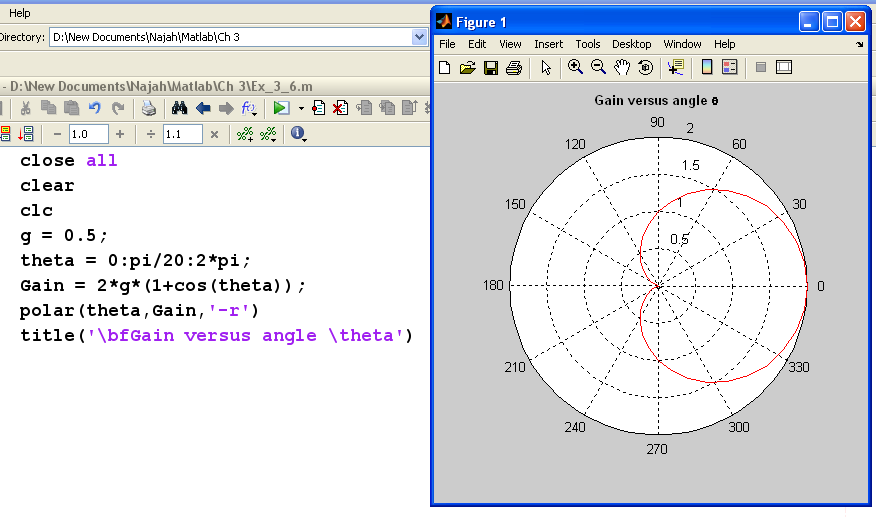 Help
Directory: D:\New Documents\Najah\Matlab\Ch 3
- D:\New Documents\Najah\Matlab\Ch 3\Ex_3_6.m
− 1.0 + ÷ 1.1 ×
close all
clear
clc
g = 0.5;
theta = 0:pi/20:2*pi;
Gain = 2*g*(1+cos(theta));
polar(theta,Gain,'-r')
title('\bfGain versus angle \theta')
Figure 1
File Edit View Insert Tools Desktop Window Help
Gain versus angle θ
90
2
120
60
1.5
150
1
30
0.5
180
0
210
330
240
300
270